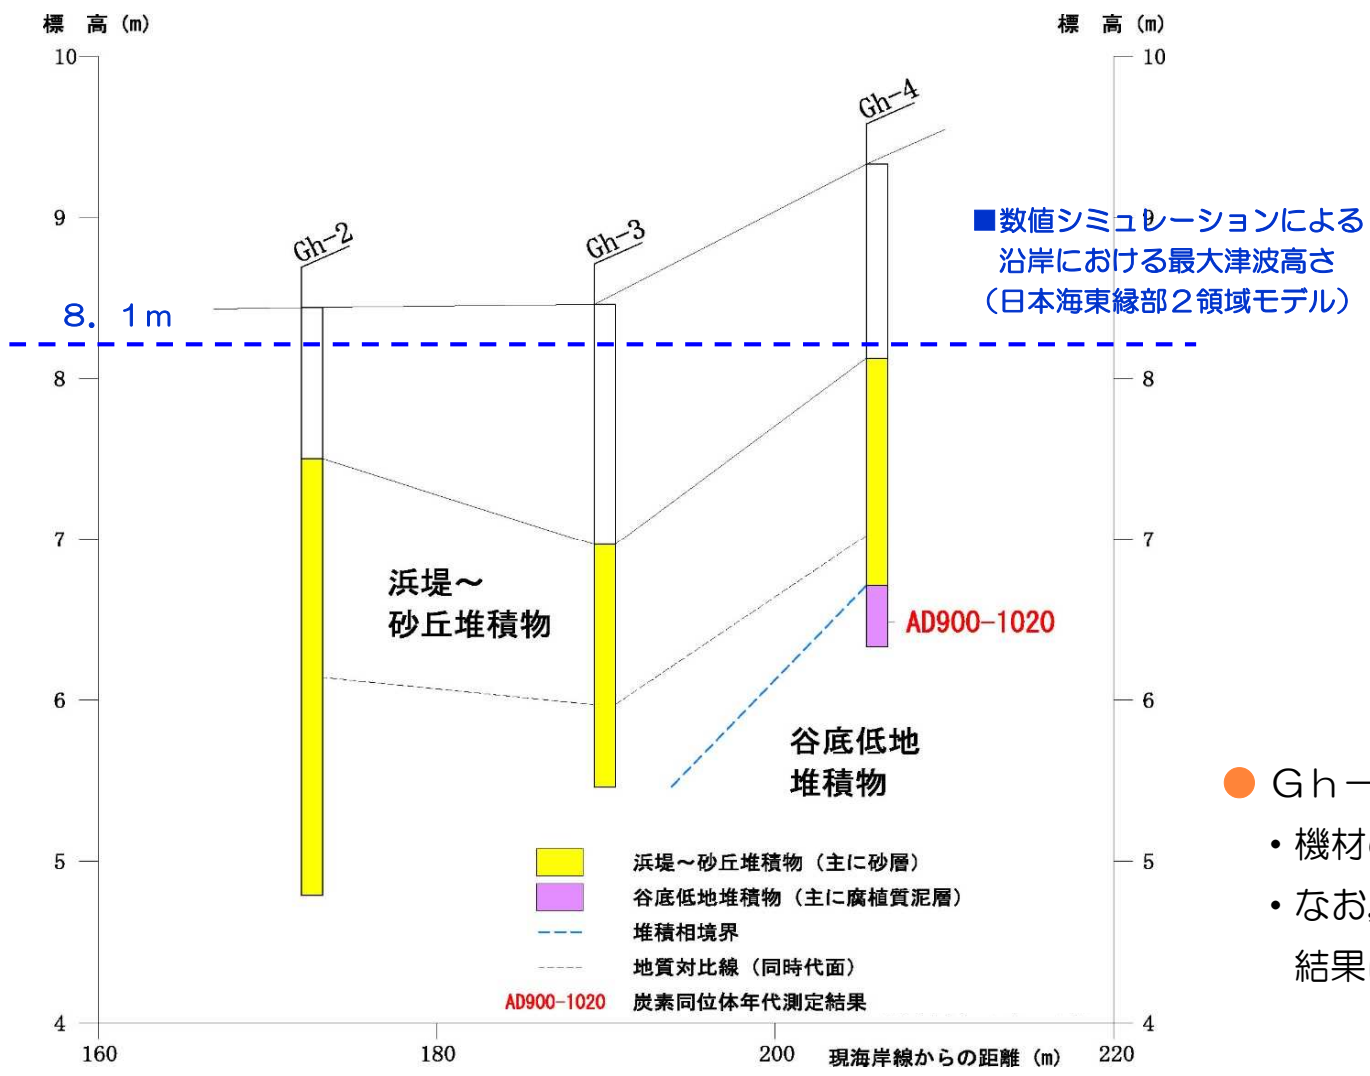 標 高 (m)
標 高 (m)
10
10
Gh-4
9
9
Gh-2
Gh-3
■数値シミュレーションによる
沿岸における最大津波高さ
（日本海東縁部２領域モデル）
８．１m
8
8
7
7
浜堤～
砂丘堆積物
AD900-1020
6
6
谷底低地
堆積物
● Ｇｈ－
・機材
・なお，
結果
5
5
浜堤～砂丘堆積物（主に砂層）
谷底低地堆積物（主に腐植質泥層）
堆積相境界
地質対比線（同時代面）
AD900-1020 炭素同位体年代測定結果
4
4
160
180
200
現海岸線からの距離 (m)
220